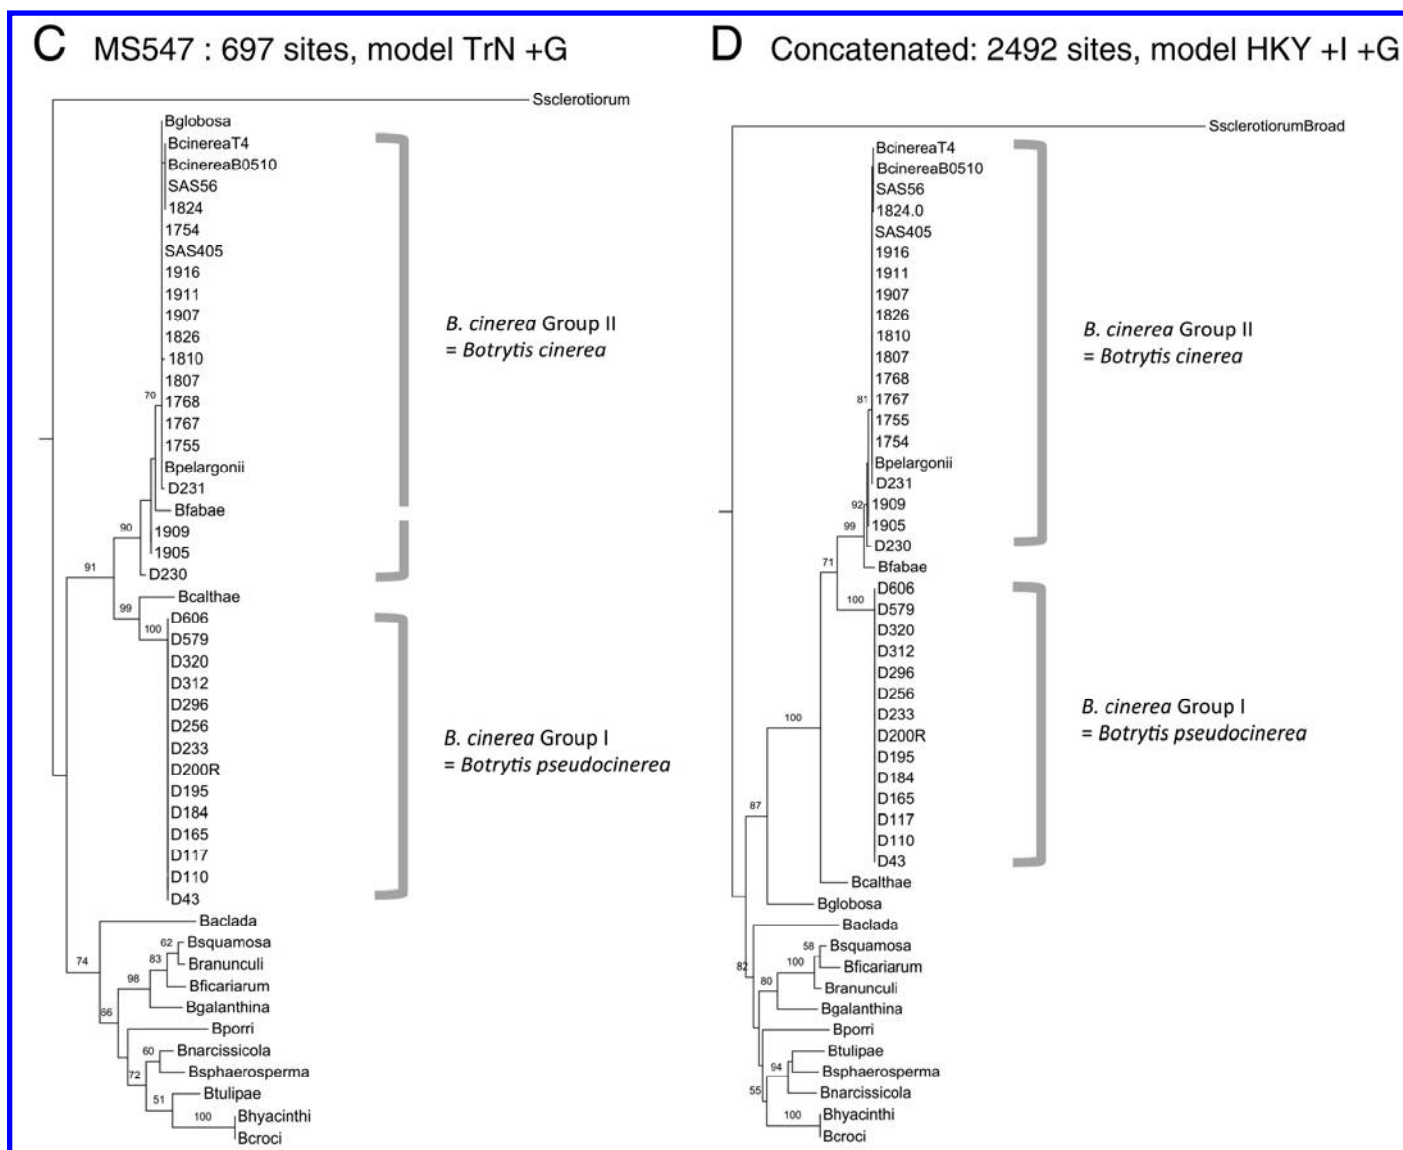 C MS547 : 697 sites, model TrN +G
Ssclerotiorum
Bglobosa
BcinereaT4
BcinereaB0510
SAS56
1824
1754
SAS405
1916
1911
1907
1826
1810
1807
70
1768
1767
1755
Bpelargonii
D231
Bfabae
90
1909
1905
91
D230
Bcalthae
99
D606
100
D579
D320
D312
D296
D256
D233
D200R
D195
D184
D165
D117
D110
D43
Baclada
74
62
Bsquamosa
83
Branunculi
98
Bficariarum
Bgalanthina
66
Bporri
60
Bnarcissicola
72
Bsphaerosperma
51
Btulipae
100
Bhyacinthi
Bcroci
B. cinerea Group II
= Botrytis cinerea
B. cinerea Group I
= Botrytis pseudocinerea
D Concatenated: 2492 sites, model HKY +I +G
SsclerotiorumBroad
BcinereaT4
BcinereaB0510
SAS56
1824.0
SAS405
1916
1911
1907
1826
1810
1807
1768
81
1767
1755
1754
Bpelargonii
D231
92
1909
99
1905
D230
71
Bfabae
D606
100
D579
D320
D312
D296
D256
D233
100
D200R
D195
D184
87
D165
D117
D110
D43
Bcalthae
Bglobosa
Baclada
58
Bsquamosa
82
100
Bficariarum
80
Branunculi
Bgalanthina
Bporri
Btulipae
94
Bsphaerosperma
55
Bnarcissicola
100
Bhyacinthi
Bcroci
B. cinerea Group II
= Botrytis cinerea
B. cinerea Group I
= Botrytis pseudocinerea